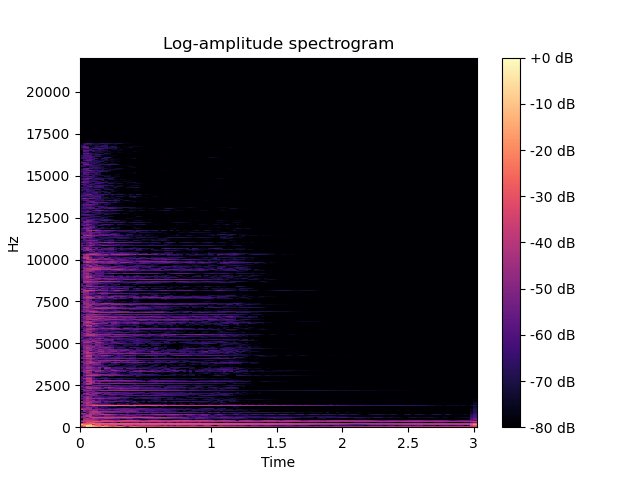 Log-amplitude spectrogram
Hz
20000
17500
15000
12500
10000
7500
5000
2500
0
0 0.5 1 1.5 2 2.5 3
Time
+0 dB
-10 dB
-20 dB
-30 dB
-40 dB
-50 dB
-60 dB
-70 dB
-80 dB